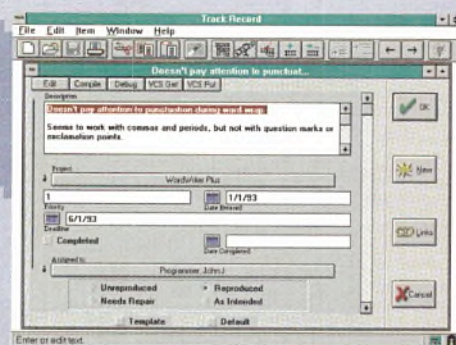 Track Record
File Edit Item Window Help
Doesn't pay attention to punctuat...
Edit Compile Debug VCS Get VCS Put
Description
Doesn't pay attention to punctuation during word wrap.
Seems to work with commas and periods, but not with question marks or
exclamation points.
OK
Project
WordWriter Plus
New
1 1/1/93
Priority Date Entered
6/1/93
Deadline
Links
Completed
Date Completed
Assigned to:
Programmer, John J
Unreproduced Reproduced
Needs Repair As Intended
Cancel
Template Default
Enter or edit text.